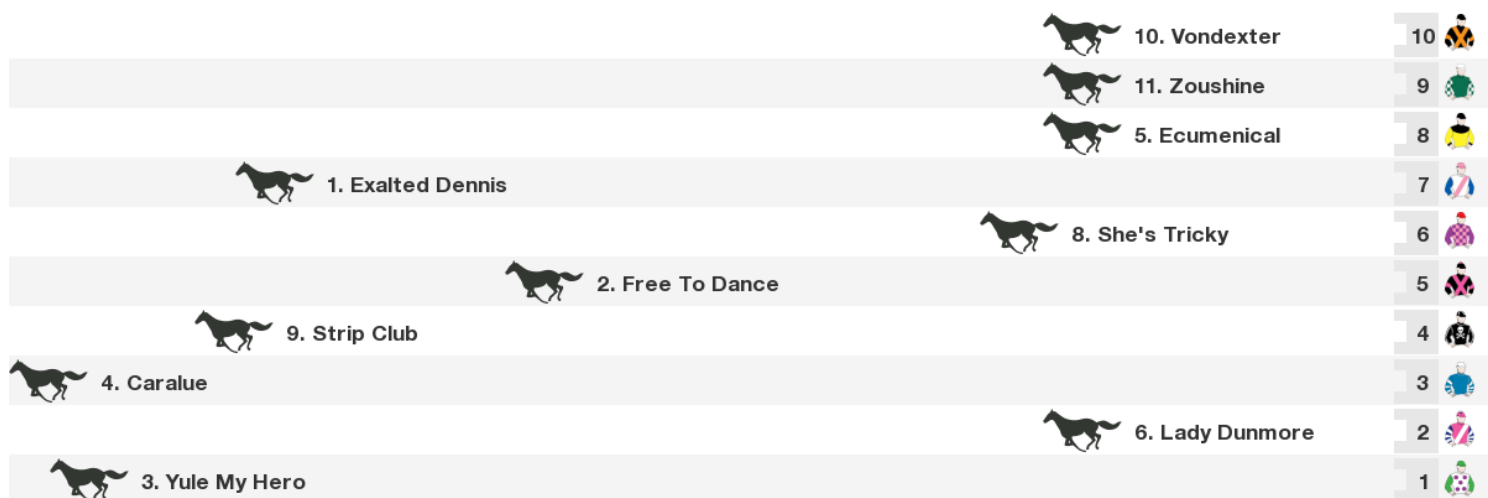 10. Vondexter 10
11. Zoushine 9
5. Ecumenical 8
1. Exalted Dennis 7
8. She's Tricky 6
2. Free To Dance 5
9. Strip Club 4
4. Caralue 3
6. Lady Dunmore 2
3. Yule My Hero 1